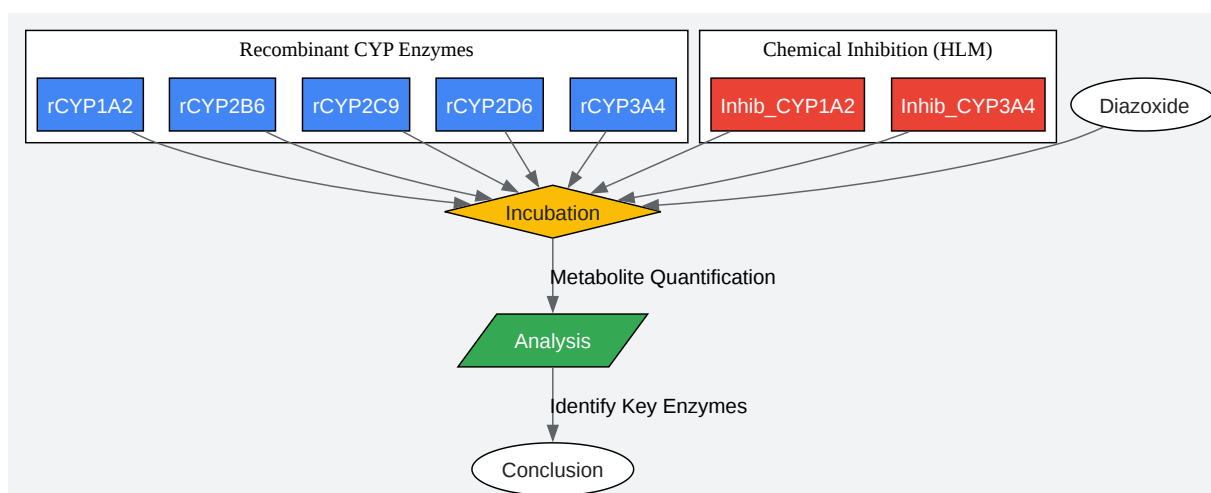 Recombinant CYP Enzymes
Chemical Inhibition (HLM)
rCYP1A2
rCYP2B6
rCYP2C9
rCYP2D6
rCYP3A4
Inhib_CYP1A2
Inhib_CYP3A4
Diazoxide
Incubation
Metabolite Quantification
Analysis
Identify Key Enzymes
Conclusion